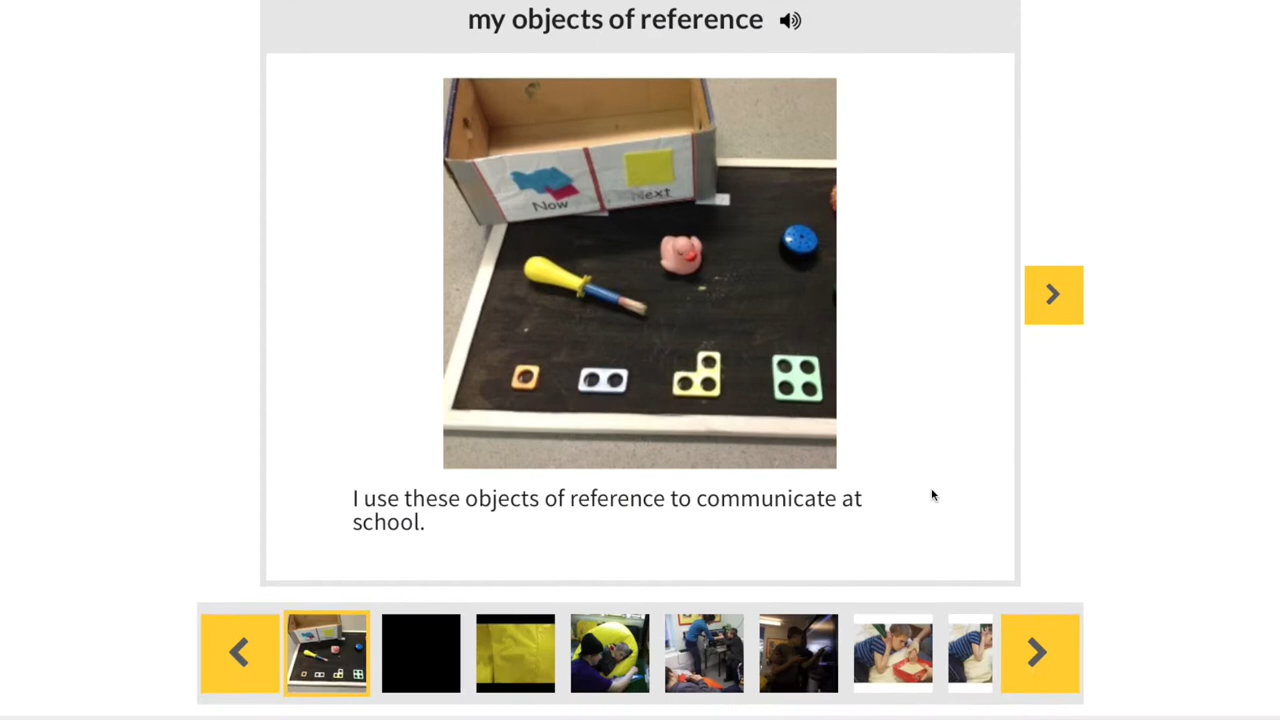 my objects of reference
Now
Next
I use these objects of reference to communicate at
school.